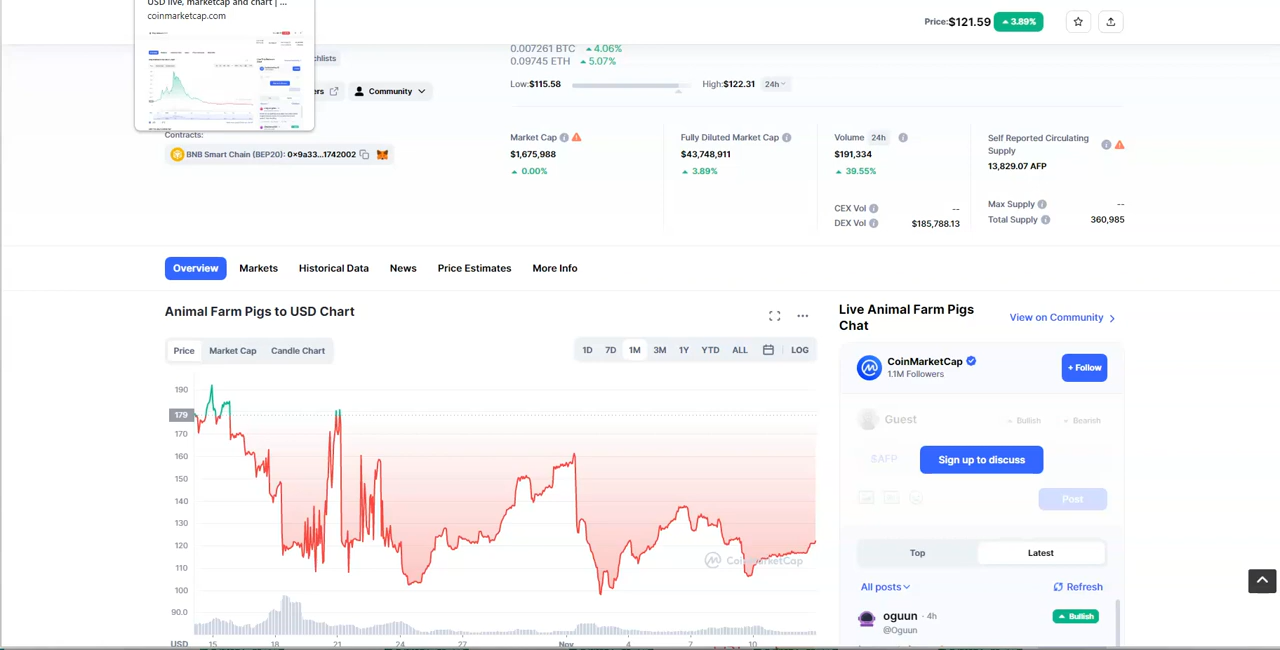 USD live, marketcap and chart | ...
coinmarketcap.com
Price:$121.59 3.89%
chlists
0.007261 BTC 4.06%
0.09745 ETH 5.07%
Low:$115.58
High:$122.31 24h
ers
Community
Contracts:
BNB Smart Chain (BEP20): 0x9a33...1742002
Market Cap
$1,675,988
0.00%
Fully Diluted Market Cap
$43,748,911
3.89%
Volume 24h
$191,334
39.55%
CEX Vol --
DEX Vol $185,788.13
Self Reported Circulating
Supply
13,829.07 AFP
Max Supply --
Total Supply 360,985
Overview
Markets
Historical Data
News
Price Estimates
More Info
Animal Farm Pigs to USD Chart
Price
Market Cap
Candle Chart
1D 7D 1M 3M 1Y YTD ALL LOG
190
179
170
160
150
140
130
120
110
100
90.0
CoinMarketCap
USD 15 18 21 24 27 Nov 4 7 10
Live Animal Farm Pigs
Chat
View on Community
CoinMarketCap
1.1M Followers
+ Follow
Guest
Bullish
Bearish
$AFP
Sign up to discuss
Post
Top
Latest
All posts
Refresh
oguun · 4h
@Oguun
Bullish